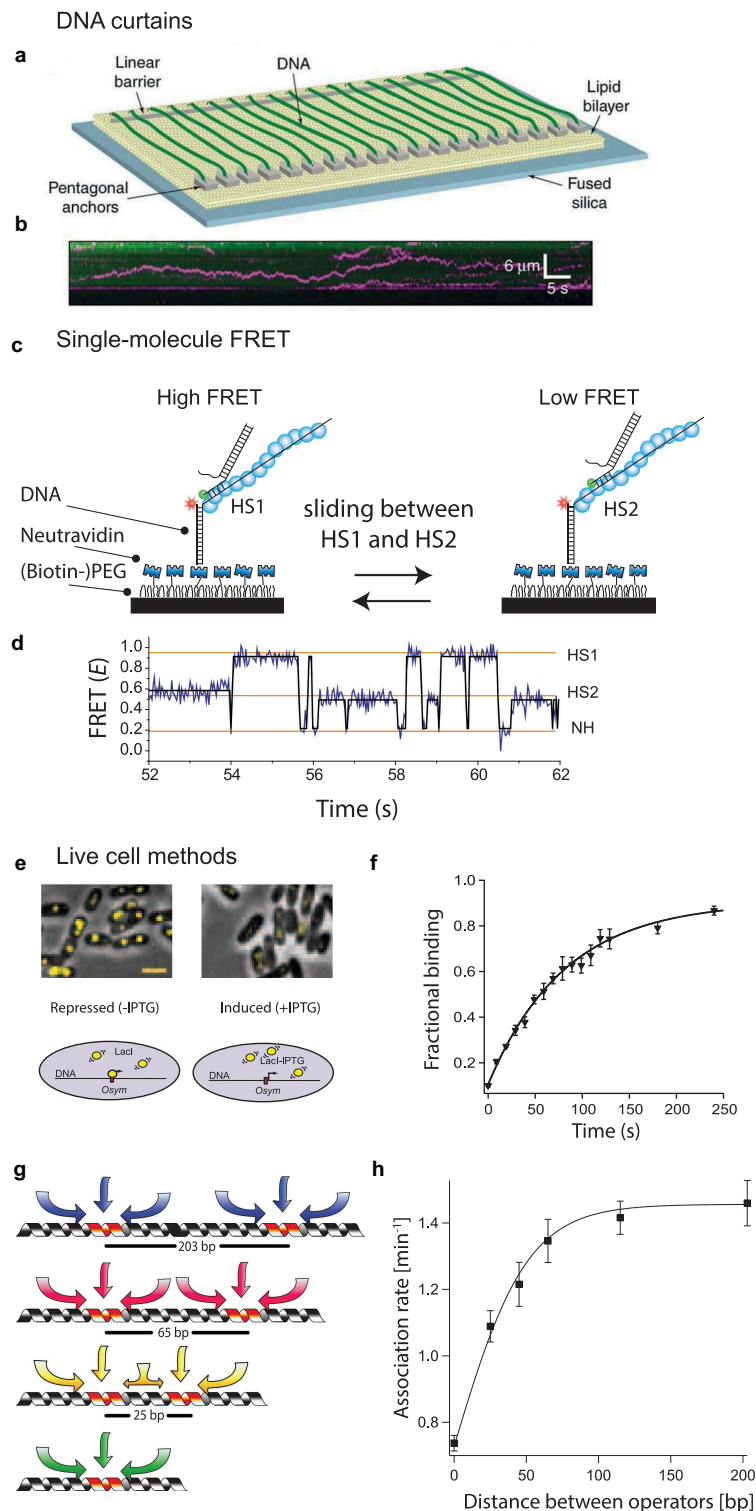 DNA curtains
a
Linear
barrier
DNA
Lipid
bilayer
Pentagonal
anchors
Fused
silica
b
6 μm
5 s
c Single-molecule FRET
High FRET
Low FRET
DNA
HS1
HS2
Neutravidin
(Biotin-)PEG
sliding between
HS1 and HS2
d
FRET (E)
1.0
0.8
0.6
0.4
0.2
0.0
HS1
HS2
NH
52 54 56 58 60 62
Time (s)
e Live cell methods
Repressed (-IPTG)
Induced (+IPTG)
LacI
DNA
Osym
LacI-IPTG
DNA
Osym
f
Fractional binding
1.0
0.8
0.6
0.4
0.2
0 50 100 150 200 250
Time (s)
g
203 bp
65 bp
25 bp
h
Association rate [min⁻¹]
1.4
1.2
1.0
0.8
0 50 100 150 200
Distance between operators [bp]